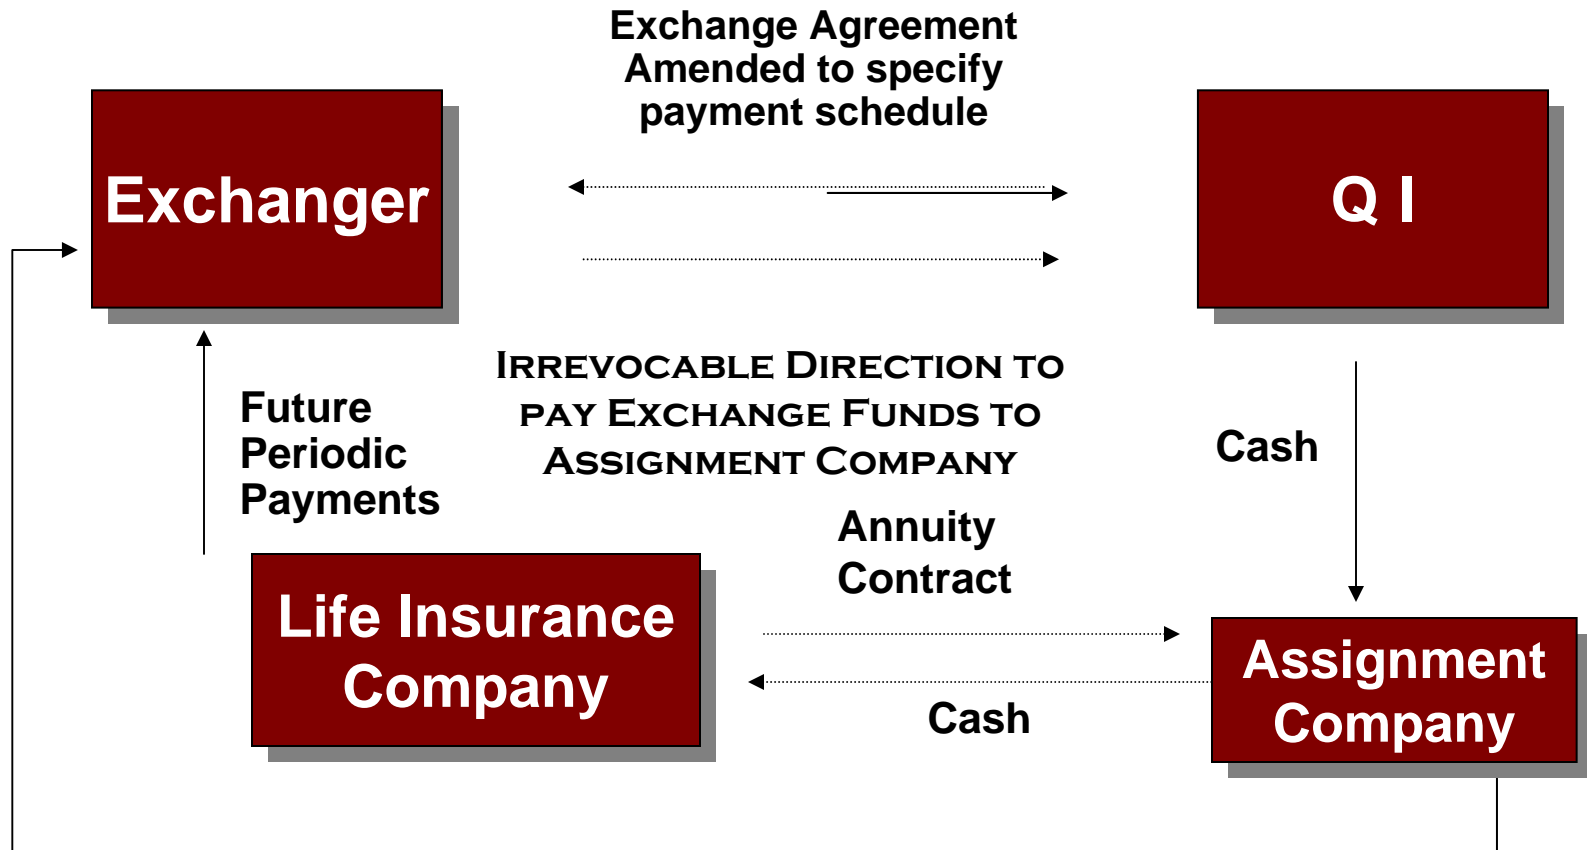 Exchange Agreement
Amended to specify
payment schedule
Exchanger
Q I
Irrevocable Direction to
pay Exchange Funds to
Assignment Company
Future
Periodic
Payments
Cash
Annuity
Contract
Life Insurance
Company
Assignment
Company
Cash